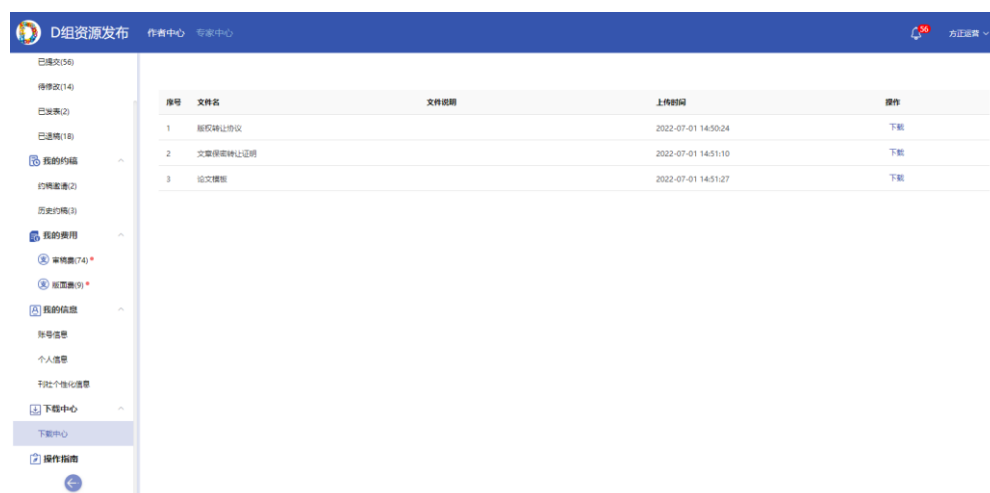 D组资源发布 作者中心 专家中心 56 方正运营
已提交(56)
待修改(14)
已发表(2)
已退稿(18)
我的约稿
约稿邀请(2)
历史约稿(3)
我的费用
审稿费(74) *
版面费(9) *
我的信息
账号信息
个人信息
刊社个性化信息
下载中心
下载中心
操作指南
序号 文件名 文件说明 上传时间 操作
1 版权转让协议 2022-07-01 14:50:24 下载
2 文章保密转让证明 2022-07-01 14:51:10 下载
3 论文模板 2022-07-01 14:51:27 下载